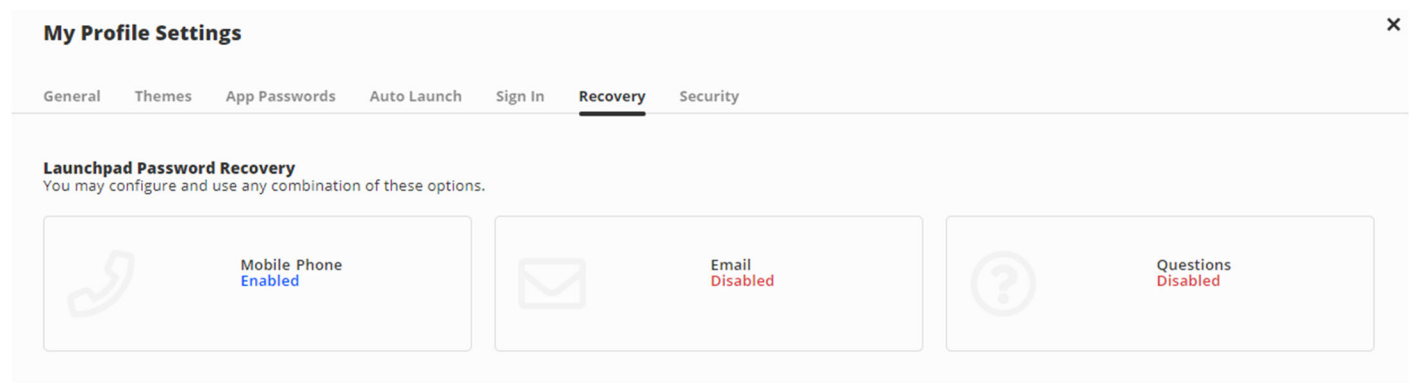 My Profile Settings
×
General Themes App Passwords Auto Launch Sign In Recovery Security
Launchpad Password Recovery
You may configure and use any combination of these options.
Mobile Phone
Enabled
Email
Disabled
Questions
Disabled